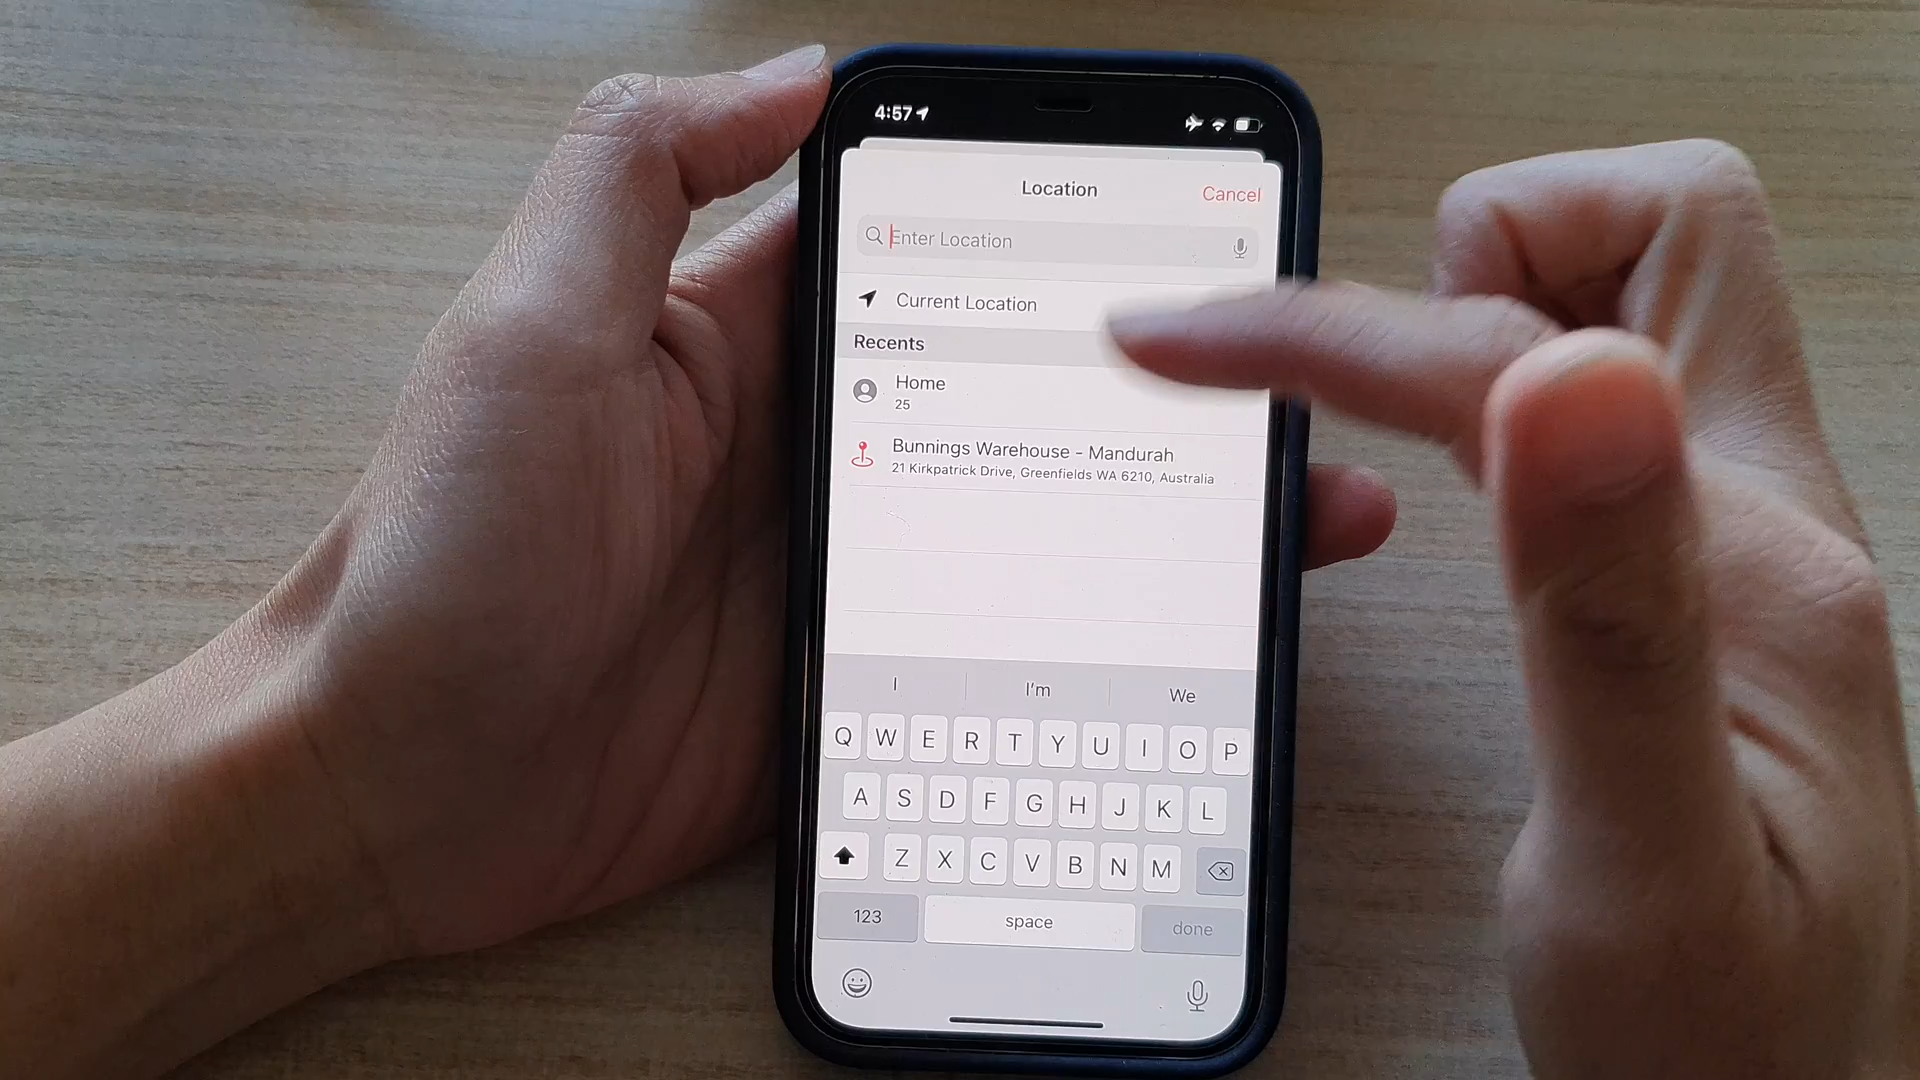 4:57
Location
Cancel
Enter Location
Current Location
Recents
Home
25
Bunnings Warehouse - Mandurah
21 Kirkpatrick Drive, Greenfields WA 6210, Australia
I
I'm
We
Q W E R T Y U I O P
A S D F G H J K L
Z X C V B N M
123
space
done